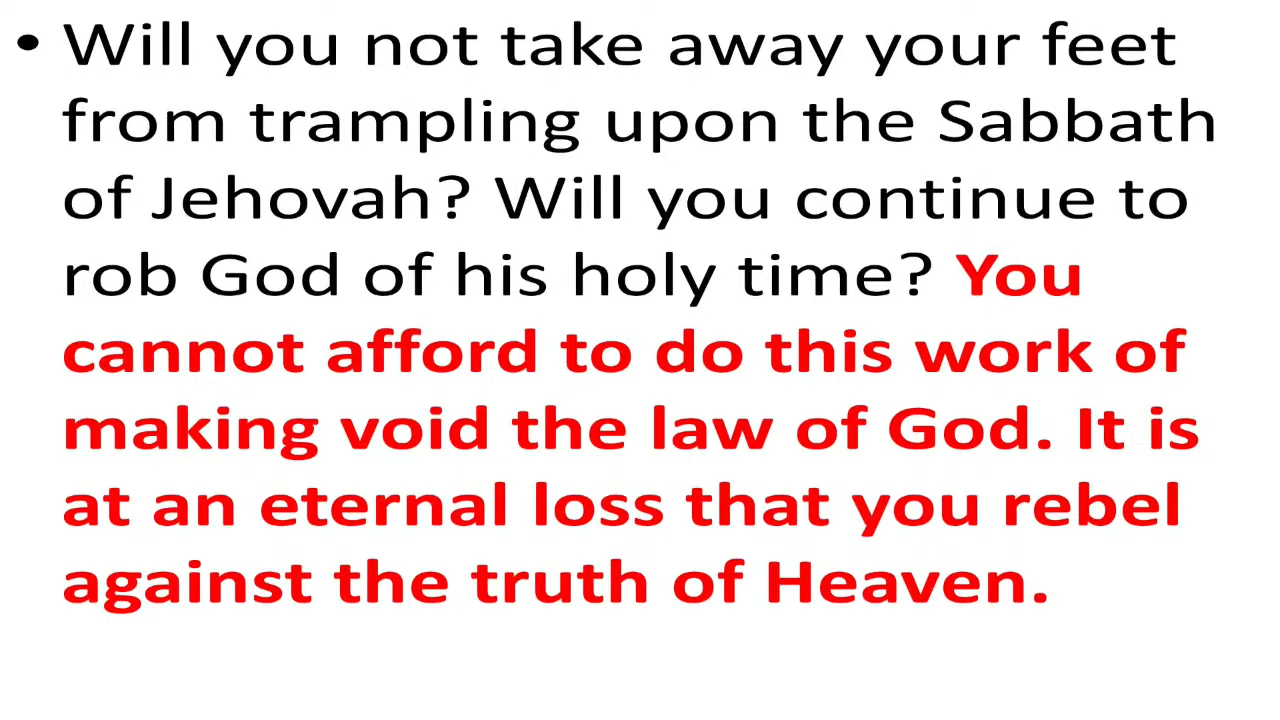 • Will you not take away your feet
from trampling upon the Sabbath
of Jehovah? Will you continue to
rob God of his holy time? You
cannot afford to do this work of
making void the law of God. It is
at an eternal loss that you rebel
against the truth of Heaven.